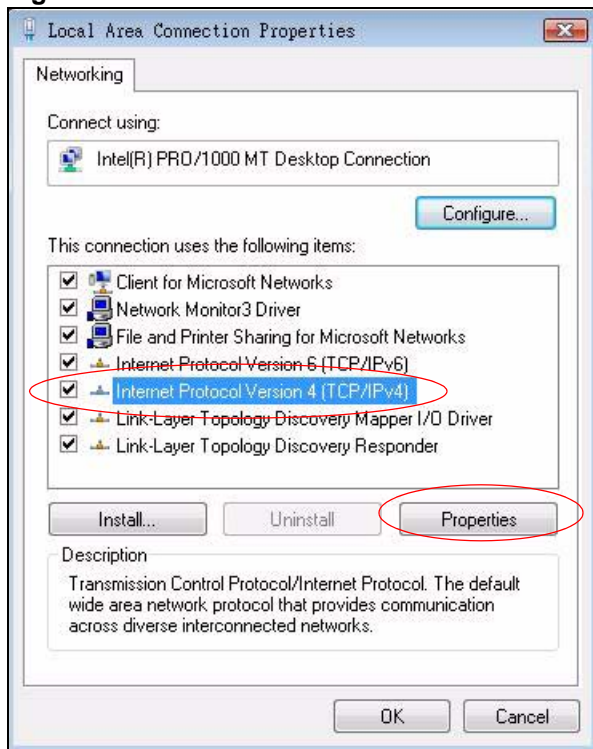 Local Area Connection Properties
Networking
Connect using:
Intel(R) PRO/1000 MT Desktop Connection
Configure...
This connection uses the following items:
Client for Microsoft Networks
Network Monitor3 Driver
File and Printer Sharing for Microsoft Networks
Internet Protocol Version 6 (TCP/IPv6)
Internet Protocol Version 4 (TCP/IPv4)
Link-Layer Topology Discovery Mapper I/O Driver
Link-Layer Topology Discovery Responder
Install... Uninstall Properties
Description
Transmission Control Protocol/Internet Protocol. The default
wide area network protocol that provides communication
across diverse interconnected networks.
OK Cancel